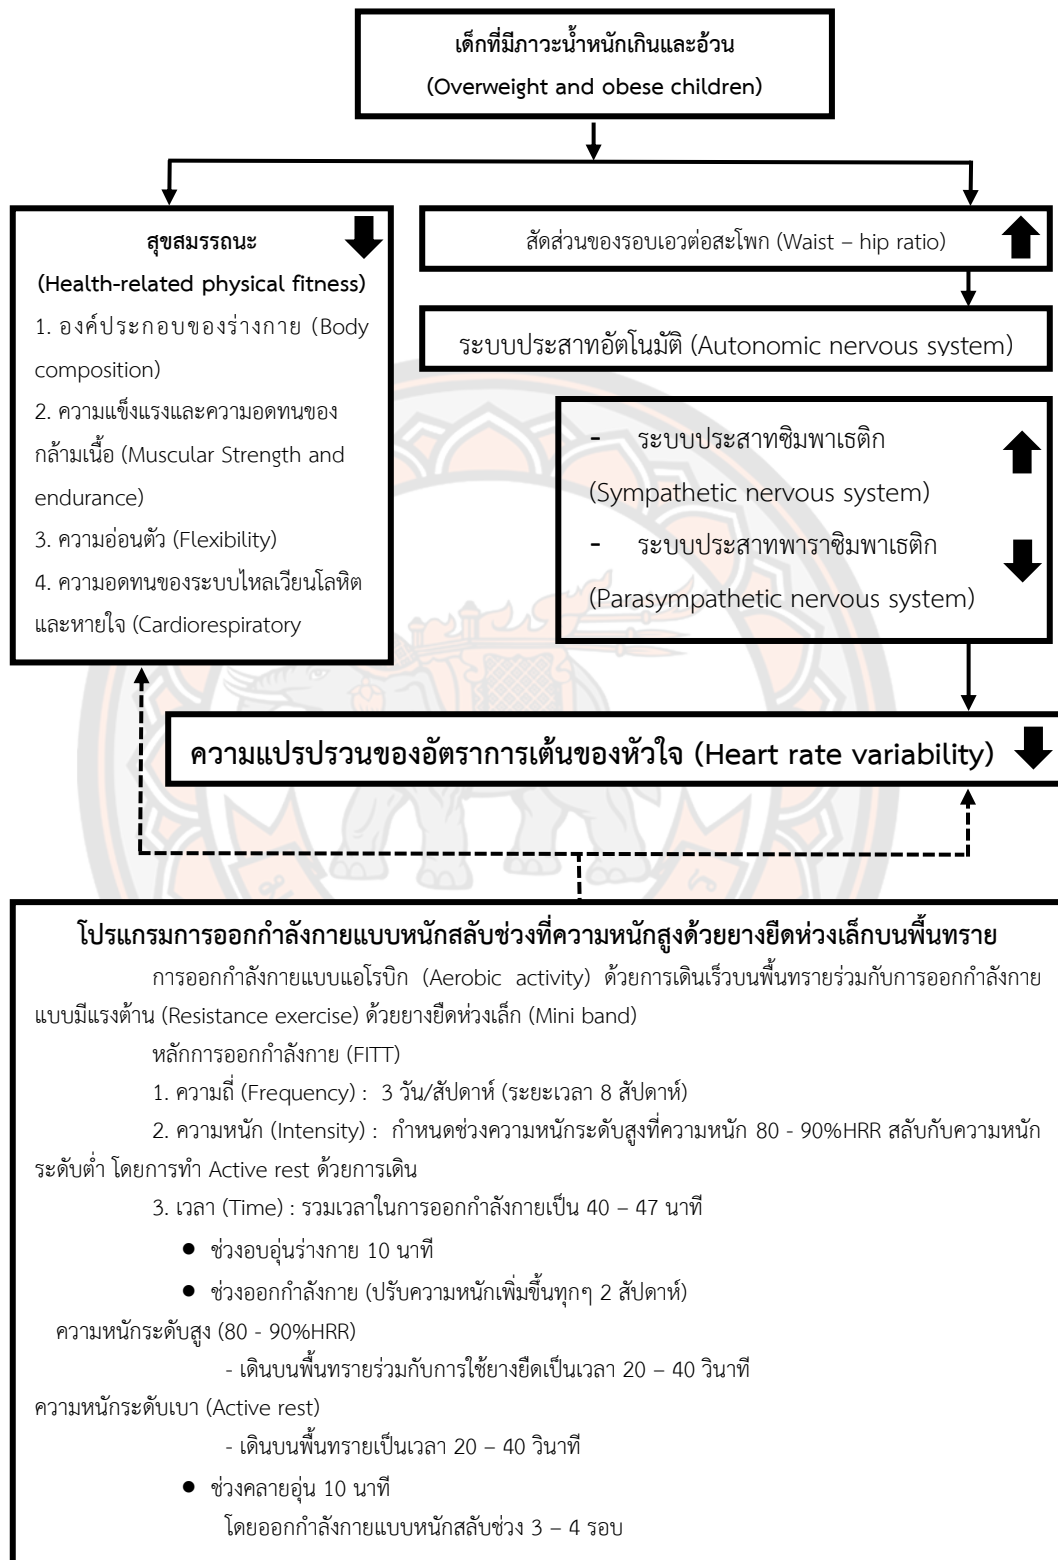 เด็กที่มีภาวะน้ำหนักเกินและอ้วน
(Overweight and obese children)
สุขสมรรถนะ
(Health-related physical fitness)
1. องค์ประกอบของร่างกาย (Body
composition)
2. ความแข็งแรงและความอดทนของ
กล้ามเนื้อ (Muscular Strength and
endurance)
3. ความอ่อนตัว (Flexibility)
4. ความอดทนของระบบไหลเวียนโลหิต
และหายใจ (Cardiorespiratory
สัดส่วนของรอบเอวต่อสะโพก (Waist – hip ratio)
ระบบประสาทอัตโนมัติ (Autonomic nervous system)
- ระบบประสาทซิมพาเธติก
(Sympathetic nervous system)
- ระบบประสาทพาราซิมพาเธติก
(Parasympathetic nervous system)
ความแปรปรวนของอัตราการเต้นของหัวใจ (Heart rate variability)
โปรแกรมการออกกำลังกายแบบหนักสลับช่วงที่ความหนักสูงด้วยยางยืดห่วงเล็กบนพื้นทราย
การออกกำลังกายแบบแอโรบิก (Aerobic activity) ด้วยการเดินเร็วบนพื้นทรายร่วมกับการออกกำลังกาย
แบบมีแรงต้าน (Resistance exercise) ด้วยยางยืดห่วงเล็ก (Mini band)
หลักการออกกำลังกาย (FITT)
1. ความถี่ (Frequency) : 3 วัน/สัปดาห์ (ระยะเวลา 8 สัปดาห์)
2. ความหนัก (Intensity) : กำหนดช่วงความหนักระดับสูงที่ความหนัก 80 - 90%HRR สลับกับความหนัก
ระดับต่ำ โดยการทำ Active rest ด้วยการเดิน
3. เวลา (Time) : รวมเวลาในการออกกำลังกายเป็น 40 – 47 นาที
● ช่วงอบอุ่นร่างกาย 10 นาที
● ช่วงออกกำลังกาย (ปรับความหนักเพิ่มขึ้นทุกๆ 2 สัปดาห์)
ความหนักระดับสูง (80 - 90%HRR)
- เดินบนพื้นทรายร่วมกับการใช้ยางยืดเป็นเวลา 20 – 40 วินาที
ความหนักระดับเบา (Active rest)
- เดินบนพื้นทรายเป็นเวลา 20 – 40 วินาที
● ช่วงคลายอุ่น 10 นาที
โดยออกกำลังกายแบบหนักสลับช่วง 3 – 4 รอบ